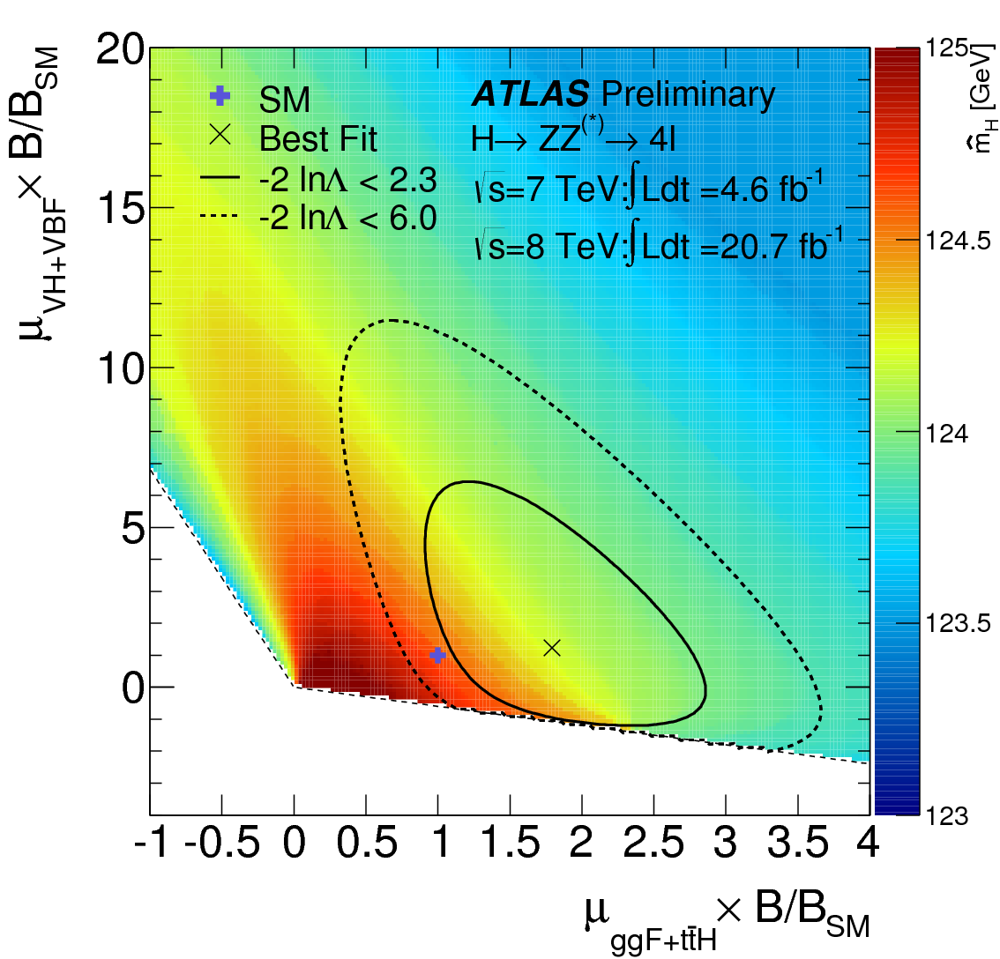 μVH+VBF × B/BSM
20
15
10
5
0
SM
Best Fit
-2 lnΛ < 2.3
-2 lnΛ < 6.0
ATLAS Preliminary
H→ ZZ(*)→ 4l
√s=7 TeV:∫Ldt =4.6 fb-1
√s=8 TeV:∫Ldt =20.7 fb-1
125
124.5
124
123.5
123
m̂H [GeV]
-1 -0.5 0 0.5 1 1.5 2 2.5 3 3.5 4
μggF+tt̄H × B/BSM